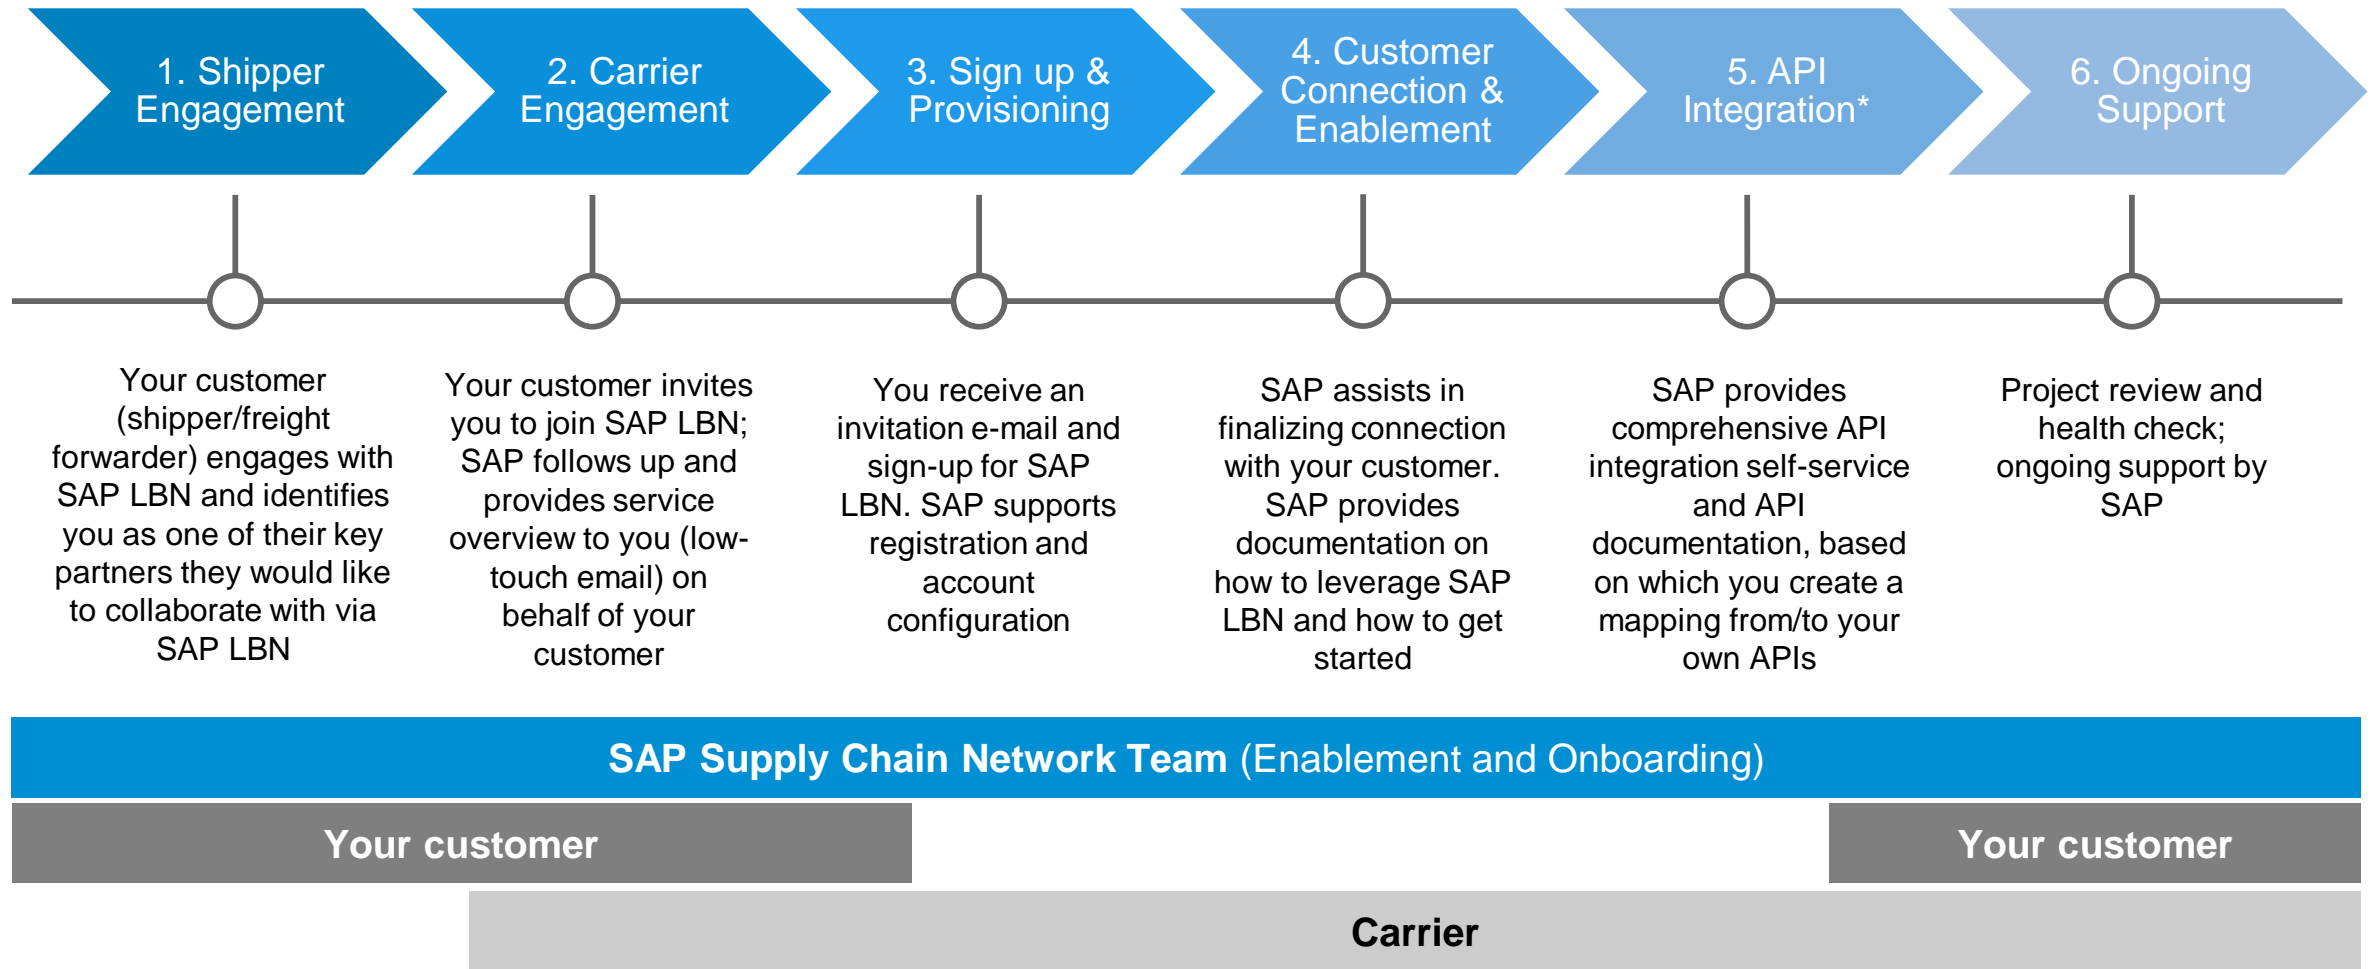 1. Shipper
Engagement
2. Carrier
Engagement
3. Sign up &
Provisioning
4. Customer
Connection &
Enablement
5. API
Integration*
6. Ongoing
Support
Your customer
(shipper/freight
forwarder) engages with
SAP LBN and identifies
you as one of their key
partners they would like
to collaborate with via
SAP LBN
Your customer invites
you to join SAP LBN;
SAP follows up and
provides service
overview to you (low-
touch email) on
behalf of your
customer
You receive an
invitation e-mail and
sign-up for SAP
LBN. SAP supports
registration and
account
configuration
SAP assists in
finalizing connection
with your customer.
SAP provides
documentation on
how to leverage SAP
LBN and how to get
started
SAP provides
comprehensive API
integration self-service
and API
documentation, based
on which you create a
mapping from/to your
own APIs
Project review and
health check;
ongoing support by
SAP
SAP Supply Chain Network Team (Enablement and Onboarding)
Your customer
Your customer
Carrier